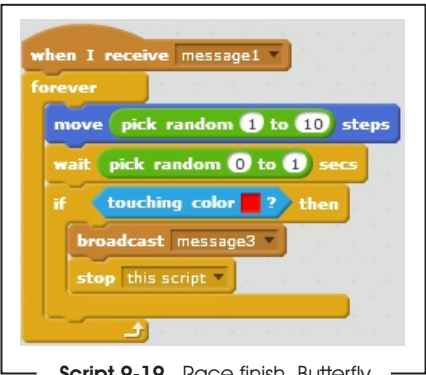 when I receive message1
forever
move pick random 1 to 10 steps
wait pick random 0 to 1 secs
if touching color ? then
broadcast message3
stop this script
Script 9-19 Race finish, Butterfly